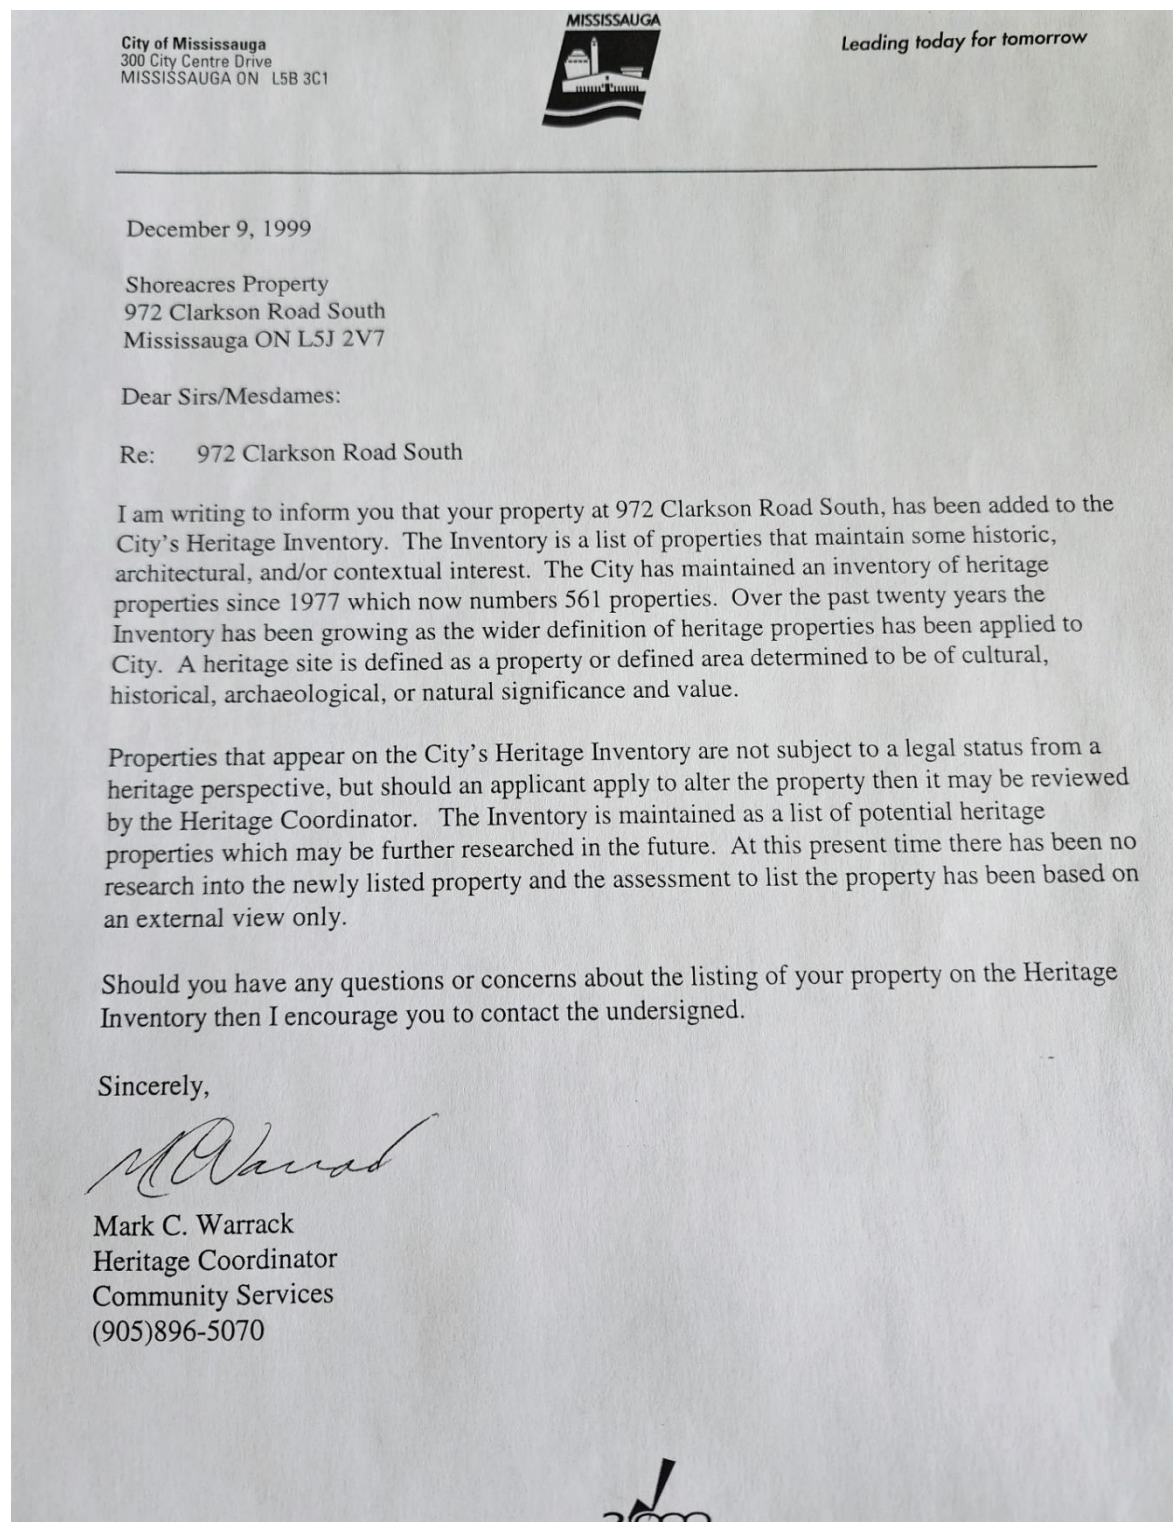 City of Mississauga
300 City Centre Drive
MISSISSAUGA ON L5B 3C1
MISSISSAUGA
Leading today for tomorrow
December 9, 1999
Shoreacres Property
972 Clarkson Road South
Mississauga ON L5J 2V7
Dear Sirs/Mesdames:
Re: 972 Clarkson Road South
I am writing to inform you that your property at 972 Clarkson Road South, has been added to the
City's Heritage Inventory. The Inventory is a list of properties that maintain some historic,
architectural, and/or contextual interest. The City has maintained an inventory of heritage
properties since 1977 which now numbers 561 properties. Over the past twenty years the
Inventory has been growing as the wider definition of heritage properties has been applied to
City. A heritage site is defined as a property or defined area determined to be of cultural,
historical, archaeological, or natural significance and value.
Properties that appear on the City's Heritage Inventory are not subject to a legal status from a
heritage perspective, but should an applicant apply to alter the property then it may be reviewed
by the Heritage Coordinator. The Inventory is maintained as a list of potential heritage
properties which may be further researched in the future. At this present time there has been no
research into the newly listed property and the assessment to list the property has been based on
an external view only.
Should you have any questions or concerns about the listing of your property on the Heritage
Inventory then I encourage you to contact the undersigned.
Sincerely,
Mark C. Warrack
Heritage Coordinator
Community Services
(905)896-5070